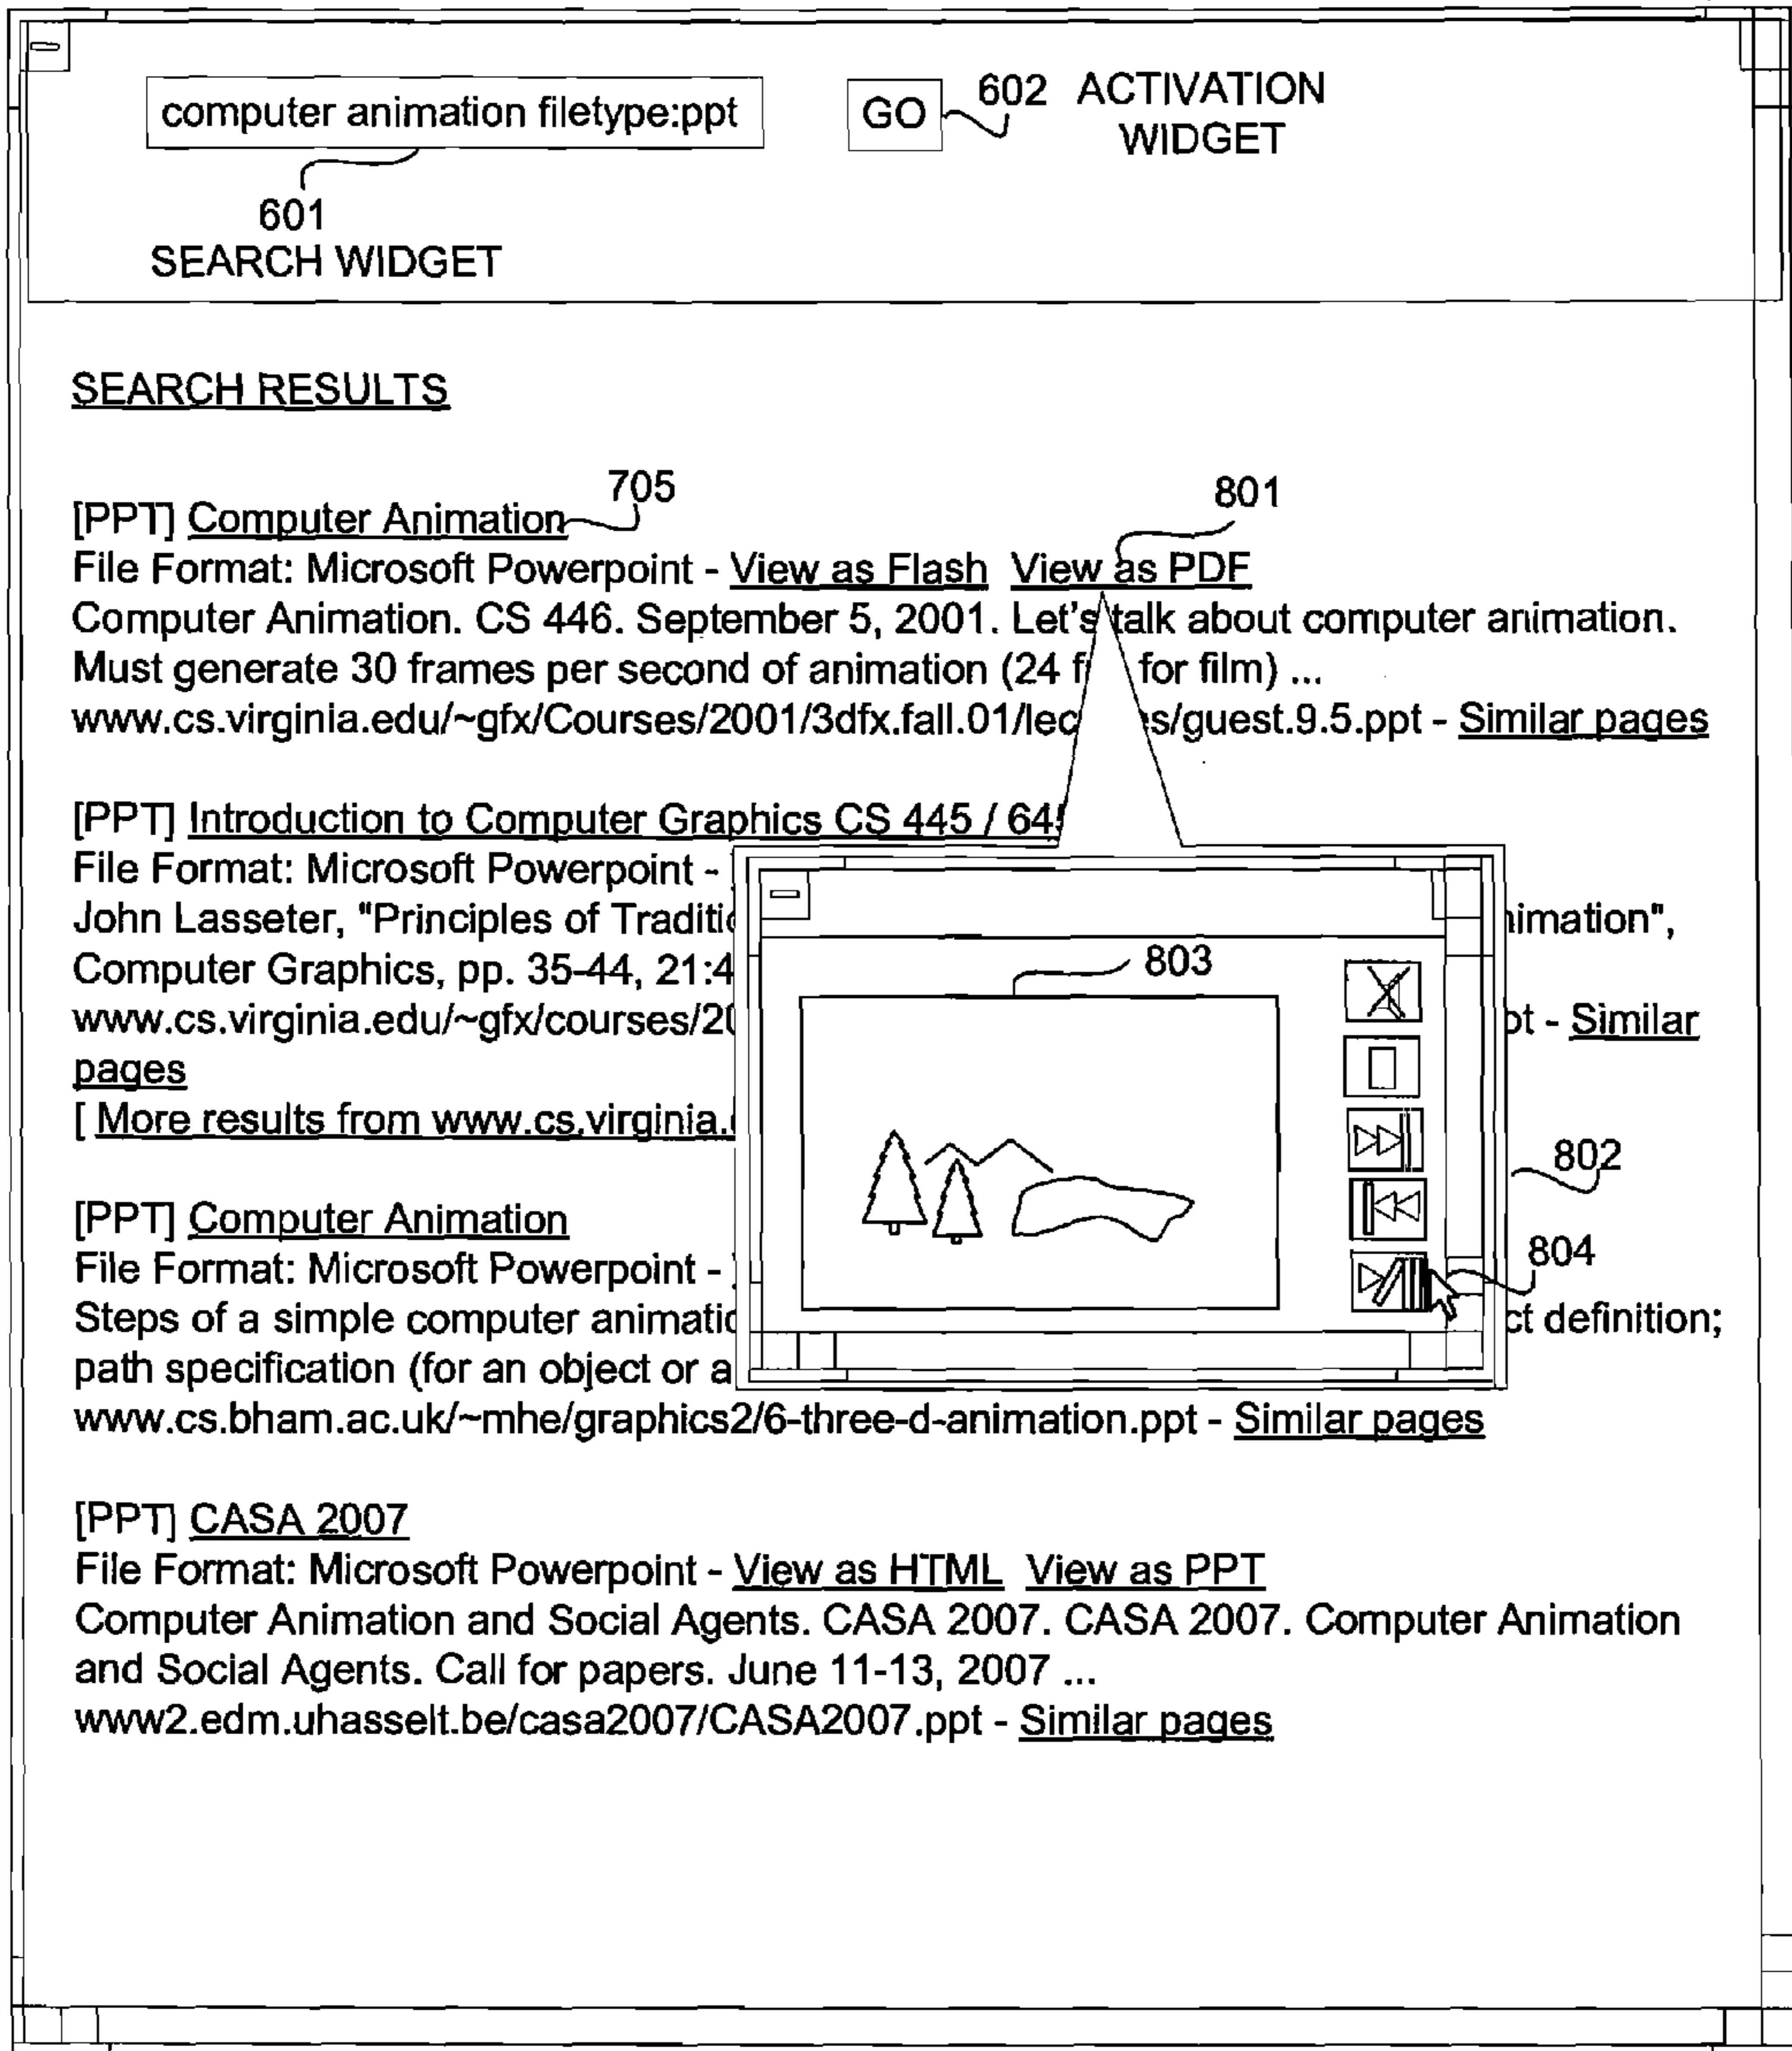 computer animation filetype:ppt
GO
602 ACTIVATION
WIDGET
601
SEARCH WIDGET
SEARCH RESULTS
705
801
[PPT] Computer Animation
File Format: Microsoft Powerpoint - View as Flash View as PDF
Computer Animation. CS 446. September 5, 2001. Let's talk about computer animation.
Must generate 30 frames per second of animation (24 f for film) ...
www.cs.virginia.edu/~gfx/Courses/2001/3dfx.fall.01/lec s/guest.9.5.ppt - Similar pages
[PPT] Introduction to Computer Graphics CS 445 / 64
File Format: Microsoft Powerpoint -
John Lasseter, "Principles of Traditi imation",
Computer Graphics, pp. 35-44, 21:4
803
www.cs.virginia.edu/~gfx/courses/20 ot - Similar
pages
[ More results from www.cs.virginia.
802
[PPT] Computer Animation
File Format: Microsoft Powerpoint -
804
Steps of a simple computer animatic ct definition;
path specification (for an object or a
www.cs.bham.ac.uk/~mhe/graphics2/6-three-d-animation.ppt - Similar pages
[PPT] CASA 2007
File Format: Microsoft Powerpoint - View as HTML View as PPT
Computer Animation and Social Agents. CASA 2007. CASA 2007. Computer Animation
and Social Agents. Call for papers. June 11-13, 2007 ...
www2.edm.uhasselt.be/casa2007/CASA2007.ppt - Similar pages